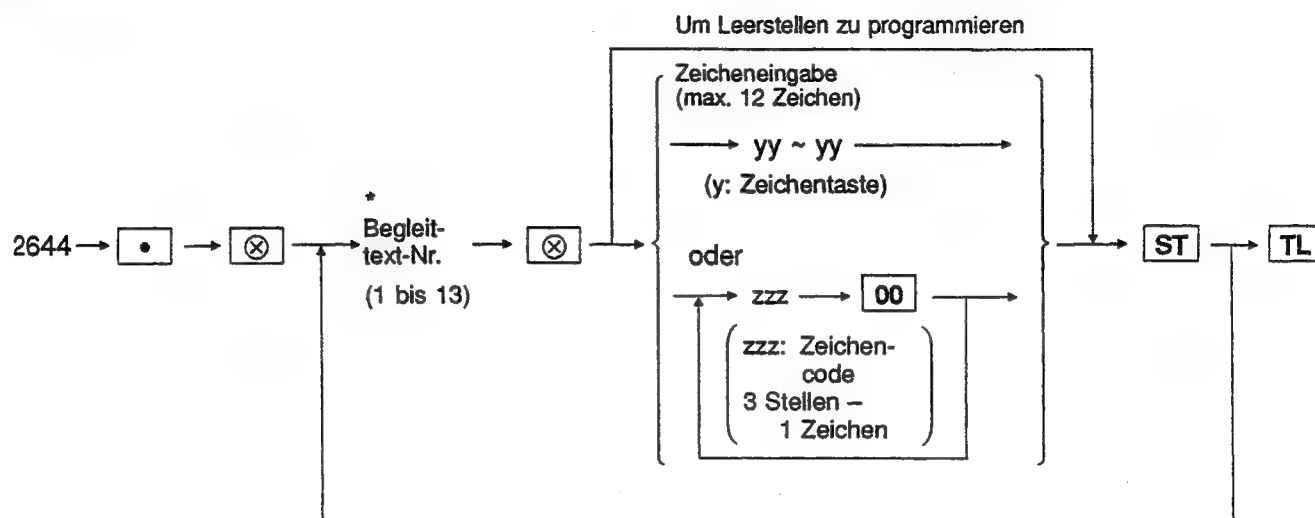 Um Leerstellen zu programmieren
Zeicheneingabe
(max. 12 Zeichen)
yy ~ yy
(y: Zeichentaste)
*
Begleit-
text-Nr.
(1 bis 13)
2644
•
⊗
⊗
oder
zzz
00
zzz: Zeichen-
code
3 Stellen –
1 Zeichen
ST
TL